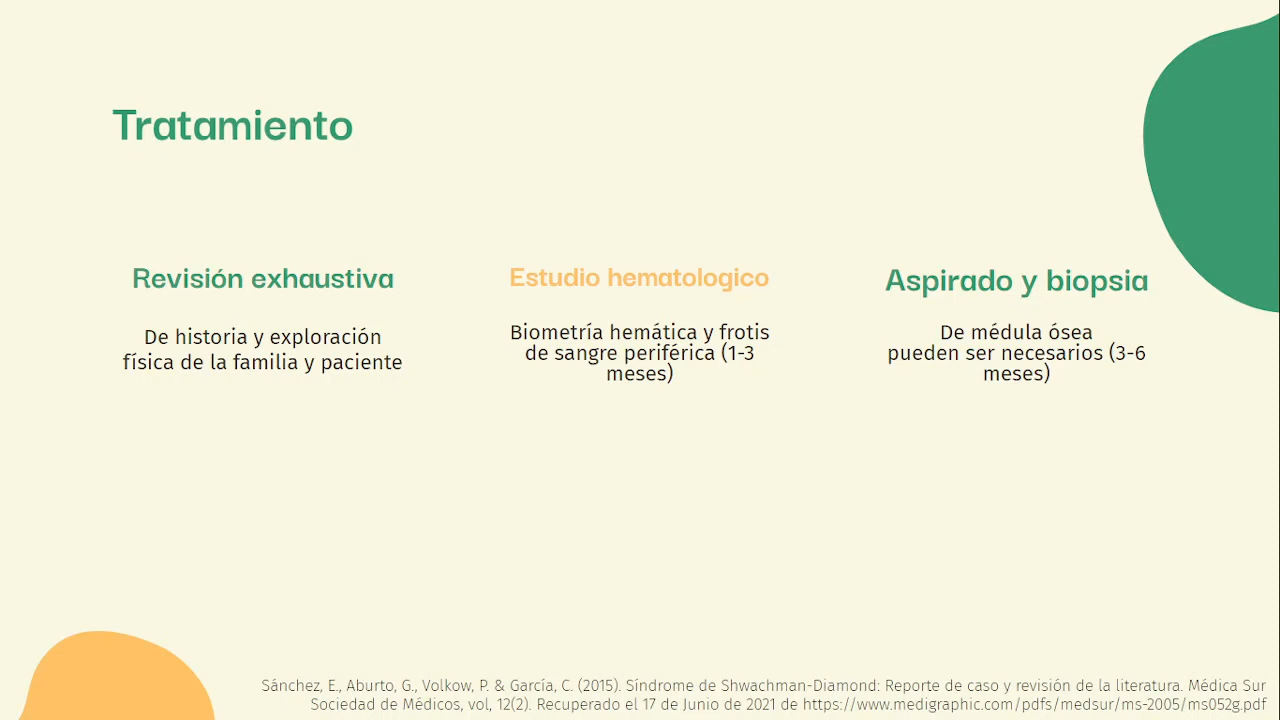 Tratamiento
Revisión exhaustiva
De historia y exploración
física de la familia y paciente
Estudio hematologico
Biometría hemática y frotis
de sangre periférica (1-3
meses)
Aspirado y biopsia
De médula ósea
pueden ser necesarios (3-6
meses)
Sánchez, E., Aburto, G., Volkow, P. & García, C. (2015). Síndrome de Shwachman-Diamond: Reporte de caso y revisión de la literatura. Médica Sur
Sociedad de Médicos, vol, 12(2). Recuperado el 17 de Junio de 2021 de https://www.medigraphic.com/pdfs/medsur/ms-2005/ms052g.pdf